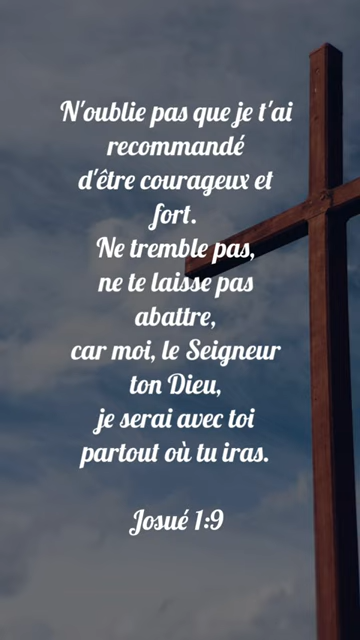 N'oublie pas que je t'ai
recommandé
d'être courageux et
fort.
Ne tremble pas,
ne te laisse pas
abattre,
car moi, le Seigneur
ton Dieu,
je serai avec toi
partout où tu iras.
Josué 1:9